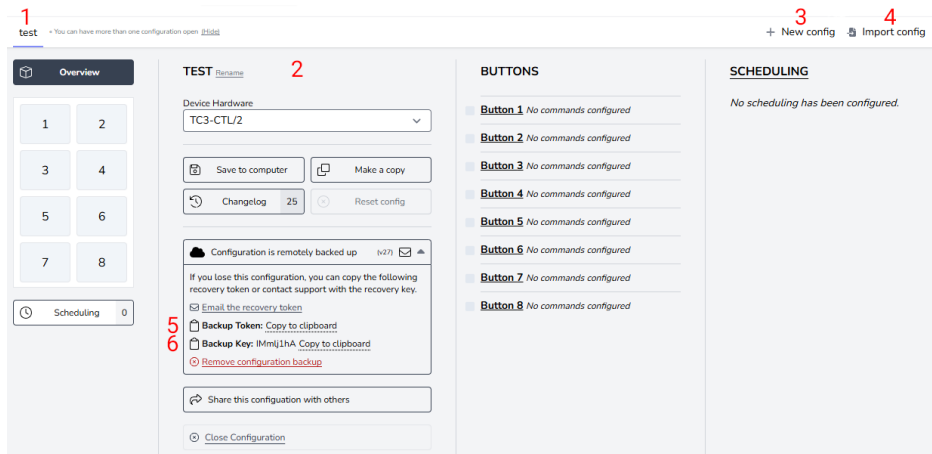 1
3
4
test
• You can have more than one configuration open (Hide)
+ New config
Import config
Overview
1
2
3
4
5
6
7
8
Scheduling 0
TEST Rename
2
Device Hardware
TC3-CTL/2
Save to computer
Make a copy
Changelog 25
Reset config
Configuration is remotely backed up (v27)
If you lose this configuration, you can copy the following
recovery token or contact support with the recovery key.
Email the recovery token
5 Backup Token: Copy to clipboard
6 Backup Key: IMmlj1hA Copy to clipboard
Remove configuration backup
Share this configuation with others
Close Configuration
BUTTONS
Button 1 No commands configured
Button 2 No commands configured
Button 3 No commands configured
Button 4 No commands configured
Button 5 No commands configured
Button 6 No commands configured
Button 7 No commands configured
Button 8 No commands configured
SCHEDULING
No scheduling has been configured.